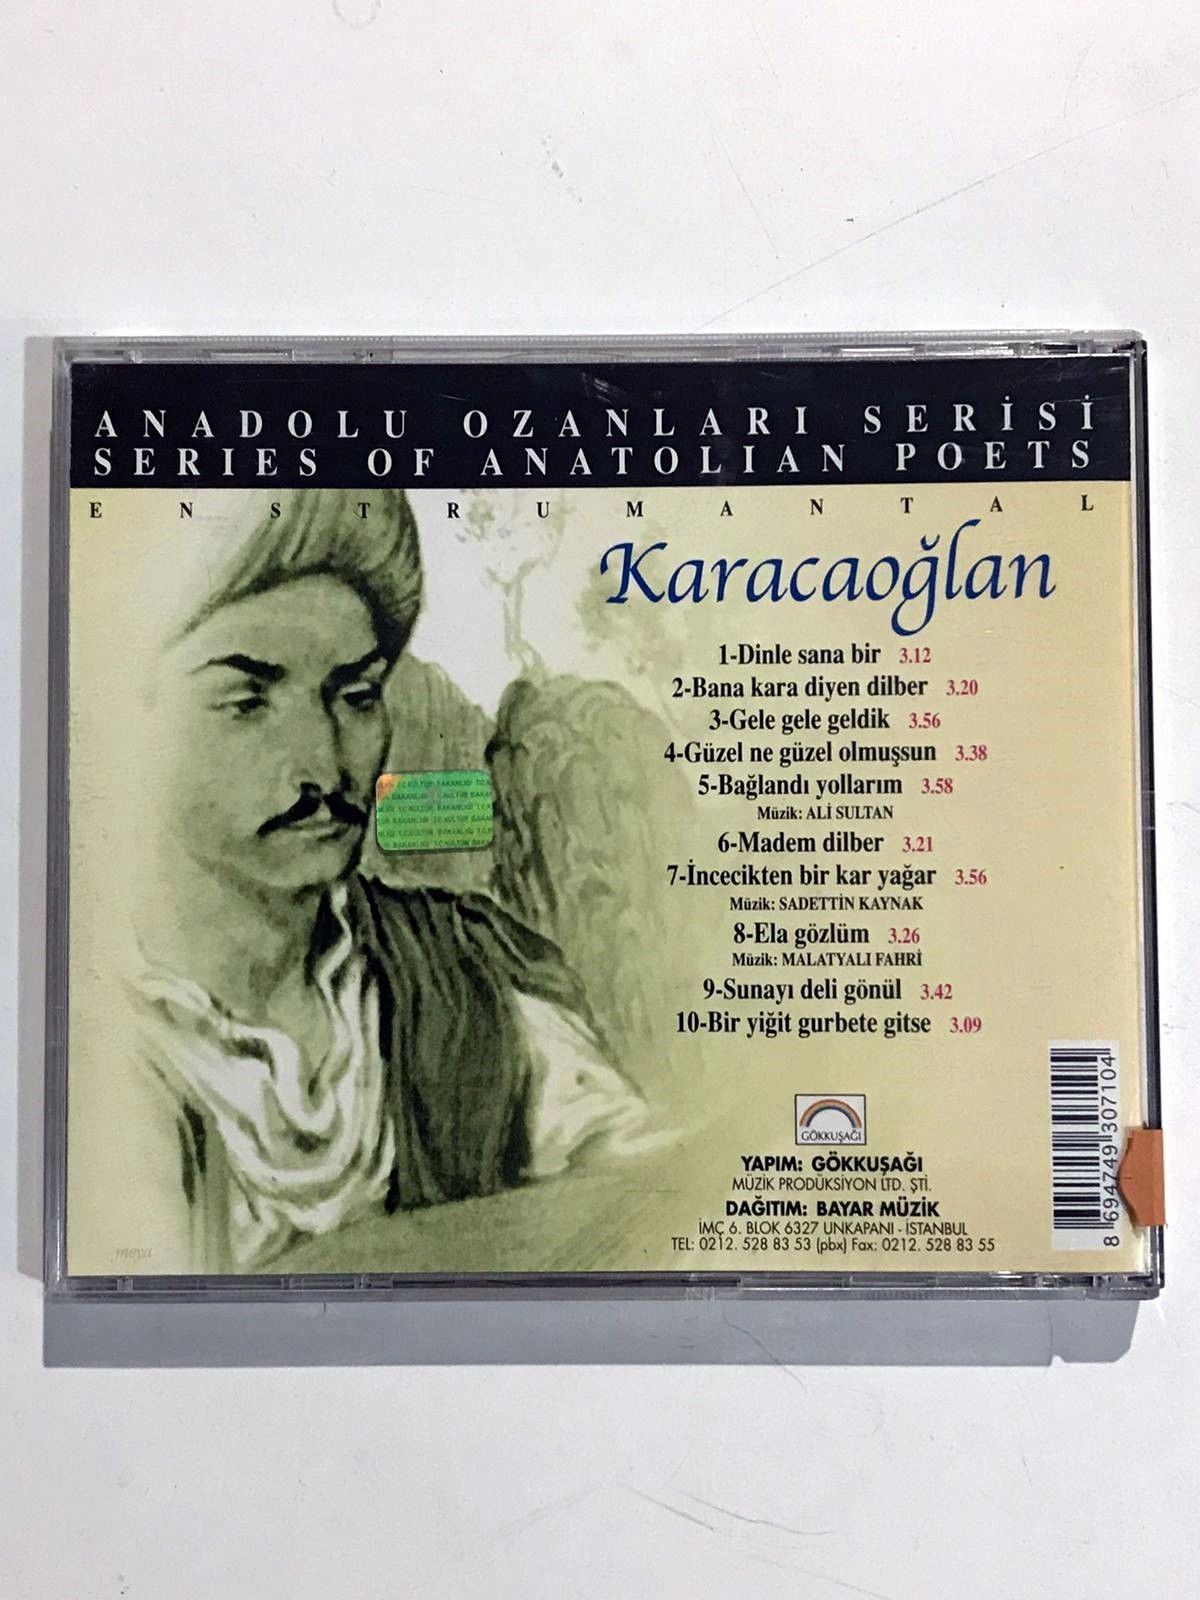 ANADOLU OZANLARI SERİSİ
SERIES OF ANATOLIAN POETS
ENSTRUMANTAL
Karacaoğlan
1-Dinle sana bir 3.12
2-Bana kara diyen dilber 3.20
3-Gele gele geldik 3.56
4-Güzel ne güzel olmuşsun 3.38
5-Bağlandı yollarım 3.58
Müzik: ALİ SULTAN
6-Madem dilber 3.21
7-İncecikten bir kar yağar 3.56
Müzik: SADETTİN KAYNAK
8-Ela gözlüm 3.26
Müzik: MALATYALI FAHRİ
9-Sunayı deli gönül 3.42
10-Bir yiğit gurbete gitse 3.09
GÖKKUŞAĞI
YAPIM: GÖKKUŞAĞI
MÜZİK PRODÜKSİYON LTD. ŞTİ.
DAĞITIM: BAYAR MÜZİK
İMÇ 6. BLOK 6327 UNKAPANI - İSTANBUL
TEL: 0212. 528 83 53 (pbx) Fax: 0212. 528 83 55
8 694749 307104
T.C.KÜLTÜR BAKANLIĞI